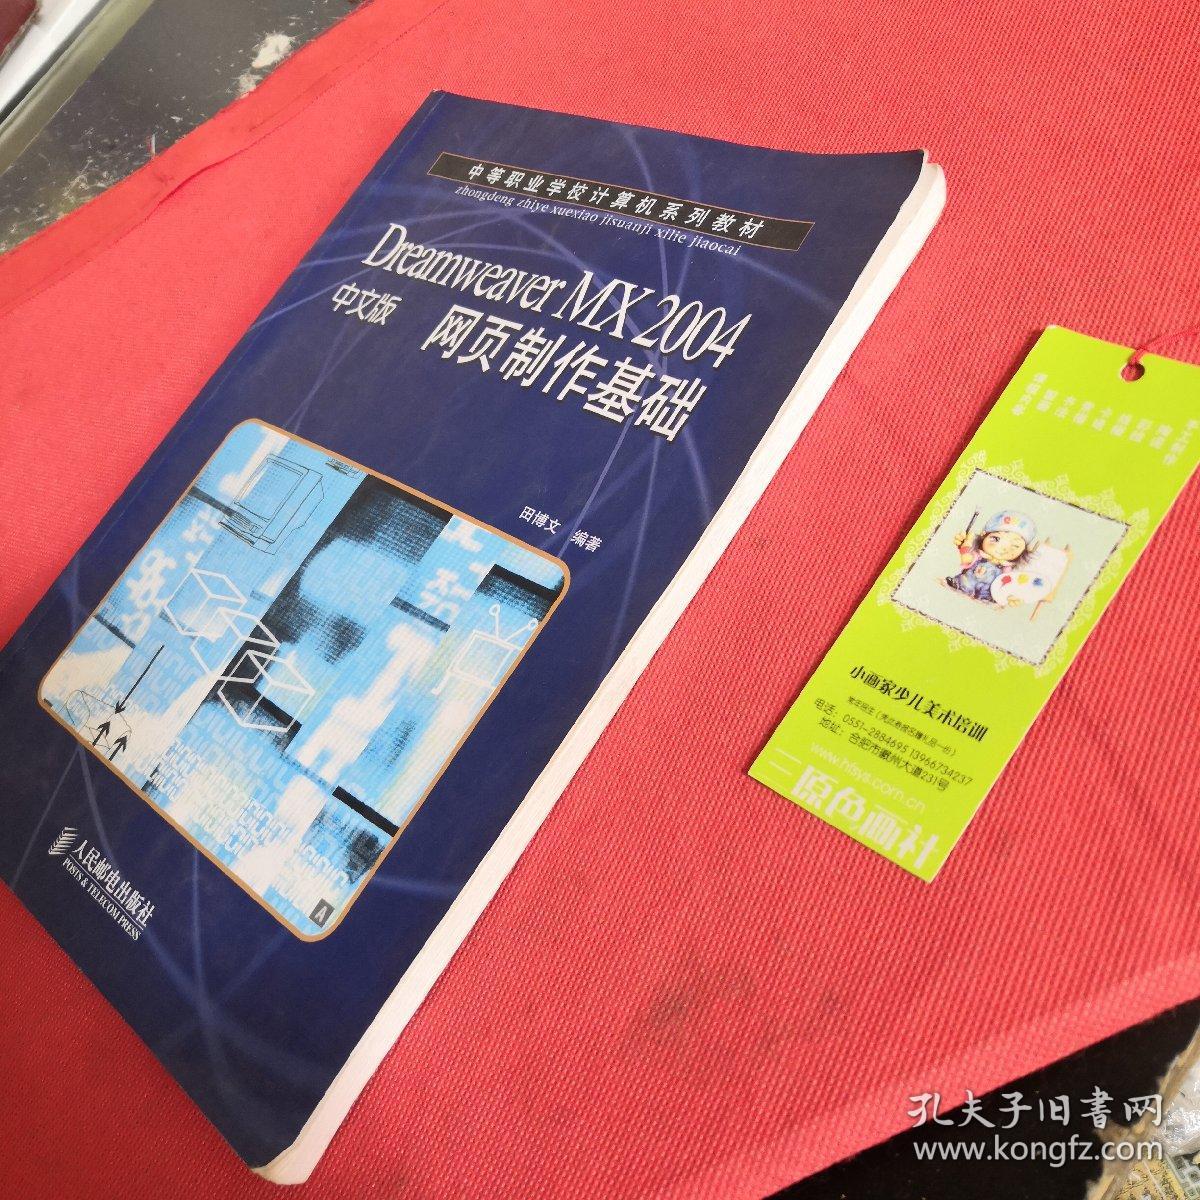 中等职业学校计算机系列教材
zhongdeng zhiye xuexiao jisuanji xilie jiaocai
Dreamweaver MX 2004
中文版 网页制作基础
田博文 编著
A
人民邮电出版社
POSTS & TELECOM PRESS
小画家少儿美术培训
电话:0551-2884695 13966734237
地址:合肥市徽州大道231号
www.hfsys.com.cn
三原色画社
孔夫子旧书网
www.kongfz.com